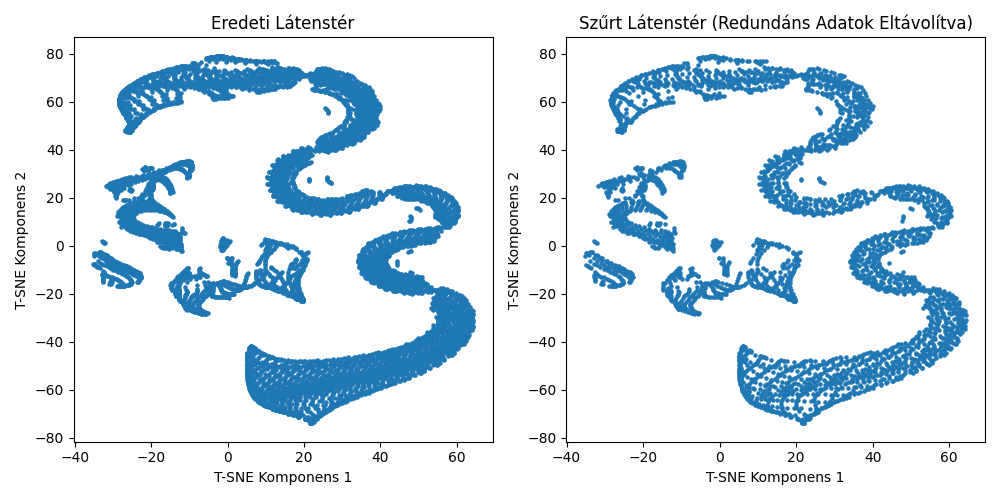 Eredeti Látenstér
80
60
40
20
0
−20
−40
−60
−80
T-SNE Komponens 2
−40 −20 0 20 40 60
T-SNE Komponens 1
Szűrt Látenstér (Redundáns Adatok Eltávolítva)
80
60
40
20
0
−20
−40
−60
−80
T-SNE Komponens 2
−40 −20 0 20 40 60
T-SNE Komponens 1